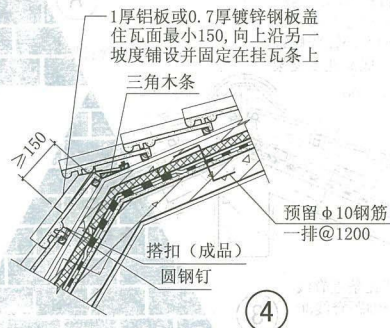 1厚铝板或0.7厚镀锌钢板盖
住瓦面最小150,向上沿另一
坡度铺设并固定在挂瓦条上
三角木条
≥150
预留ф10钢筋
一排@1200
搭扣（成品）
圆钢钉
4